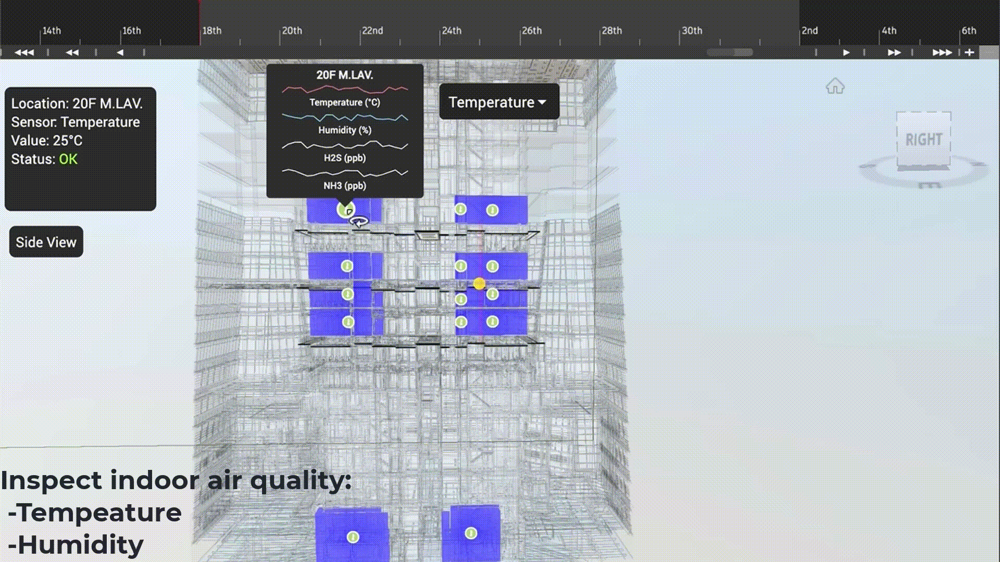 14th 16th 18th 20th 22nd 24th 26th 28th 30th 2nd 4th 6th
20F M.LAV.
Temperature (°C)
Humidity (%)
H2S (ppb)
NH3 (ppb)
Temperature
Location: 20F M.LAV.
Sensor: Temperature
Value: 25°C
Status: OK
RIGHT
Side View
Inspect indoor air quality:
-Tempeature
-Humidity